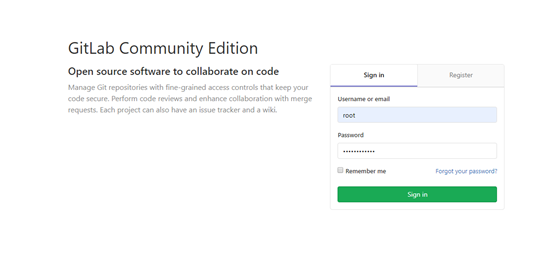 GitLab Community Edition
Open source software to collaborate on code
Manage Git repositories with fine-grained access controls that keep your
code secure. Perform code reviews and enhance collaboration with merge
requests. Each project can also have an issue tracker and a wiki.
Sign in
Register
Username or email
root
Password
••••••••••••
Remember me
Forgot your password?
Sign in